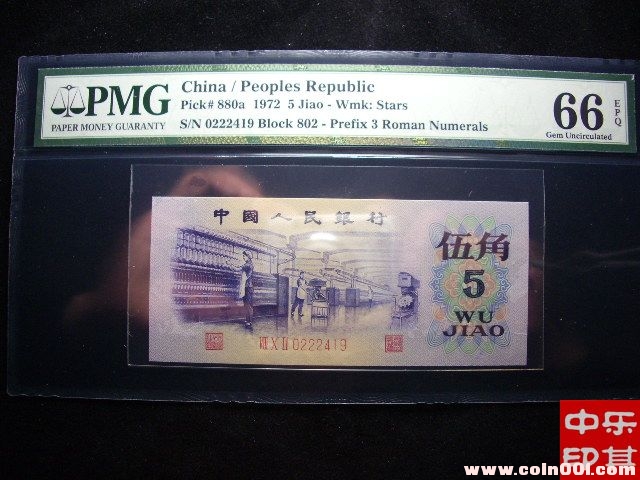 PMG
PAPER MONEY GUARANTY
China / Peoples Republic
Pick# 880a 1972 5 Jiao - Wmk: Stars
S/N 0222419 Block 802 - Prefix 3 Roman Numerals
66 EPQ
Gem Uncirculated
中國人民銀行
伍角
5
WU
JIAO
ⅧⅩⅡ 0222419
中乐
印其
www.coin001.com